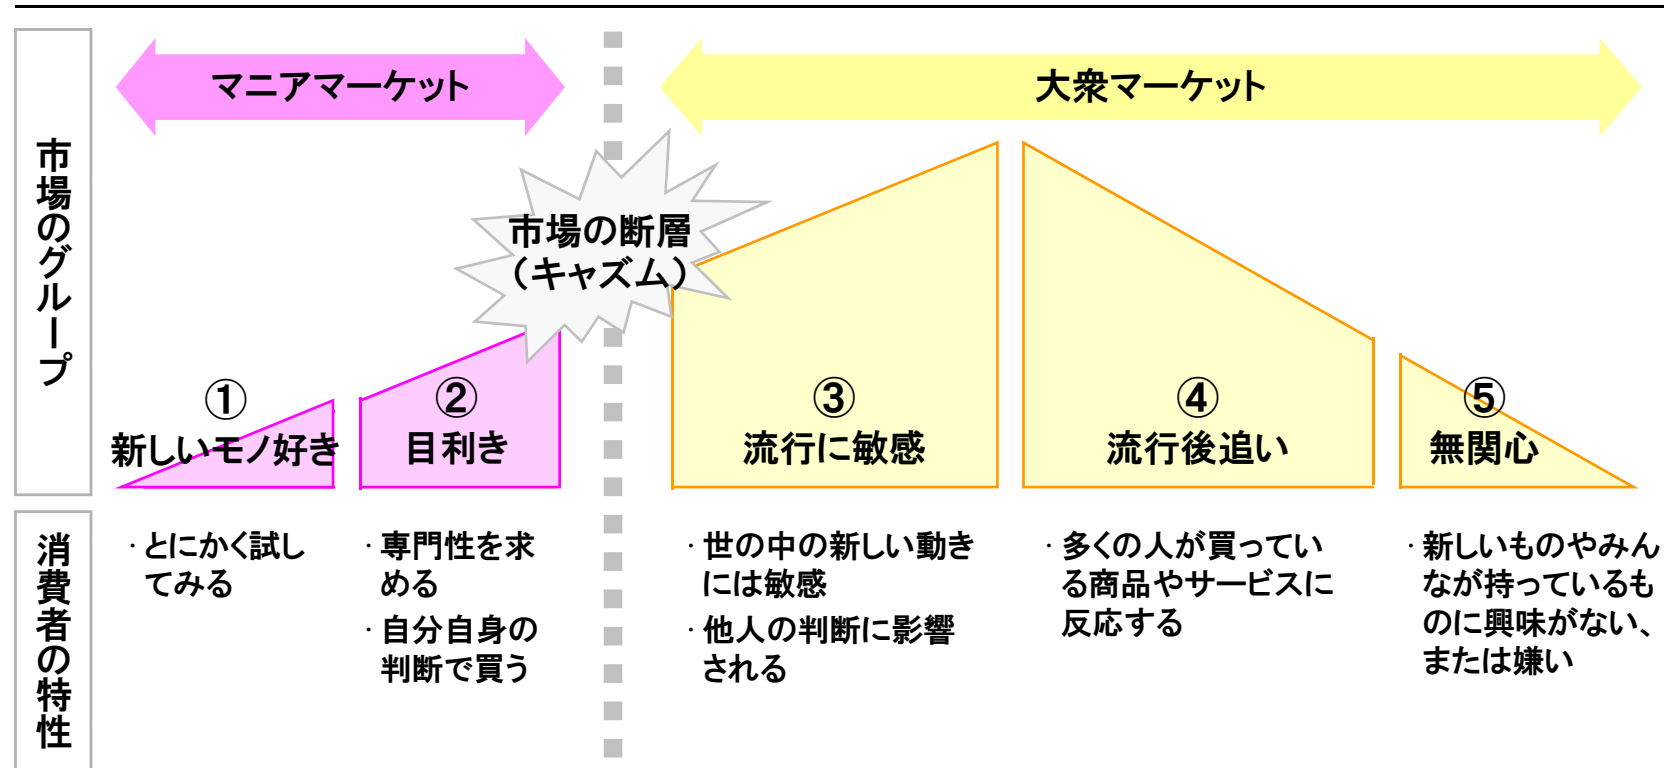 マニアマーケット
大衆マーケット
市場のグループ
市場の断層
（キャズム）
①
新しいモノ好き
②
目利き
③
流行に敏感
④
流行後追い
⑤
無関心
消費者の特性
・とにかく試し
てみる
・専門性を求
める
・自分自身の
判断で買う
・世の中の新しい動き
には敏感
・他人の判断に影響
される
・多くの人が買ってい
る商品やサービスに
反応する
・新しいものやみん
なが持っているも
のに興味がない、
または嫌い